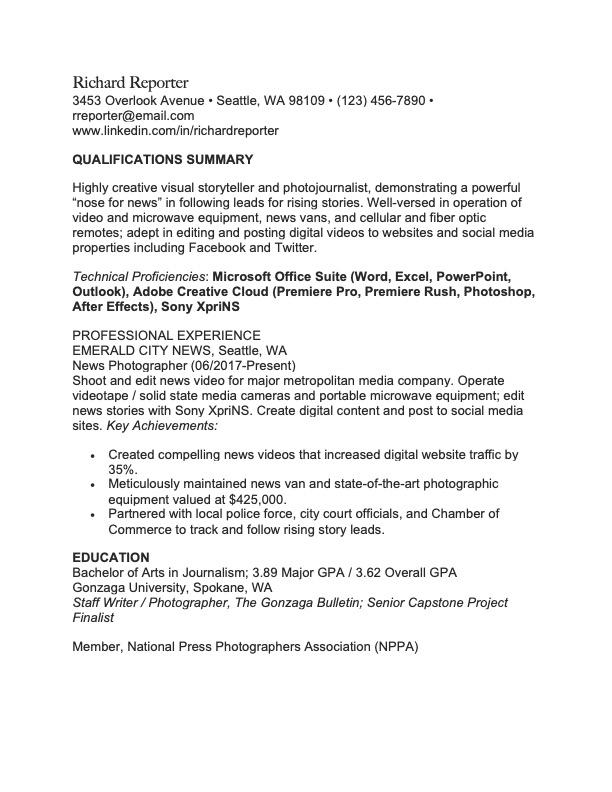 Richard Reporter
3453 Overlook Avenue • Seattle, WA 98109 • (123) 456-7890 •
rreporter@email.com
www.linkedin.com/in/richardreporter
QUALIFICATIONS SUMMARY
Highly creative visual storyteller and photojournalist, demonstrating a powerful
“nose for news” in following leads for rising stories. Well-versed in operation of
video and microwave equipment, news vans, and cellular and fiber optic
remotes; adept in editing and posting digital videos to websites and social media
properties including Facebook and Twitter.
Technical Proficiencies: Microsoft Office Suite (Word, Excel, PowerPoint,
Outlook), Adobe Creative Cloud (Premiere Pro, Premiere Rush, Photoshop,
After Effects), Sony XpriNS
PROFESSIONAL EXPERIENCE
EMERALD CITY NEWS, Seattle, WA
News Photographer (06/2017-Present)
Shoot and edit news video for major metropolitan media company. Operate
videotape / solid state media cameras and portable microwave equipment; edit
news stories with Sony XpriNS. Create digital content and post to social media
sites. Key Achievements:
• Created compelling news videos that increased digital website traffic by
35%.
• Meticulously maintained news van and state-of-the-art photographic
equipment valued at $425,000.
• Partnered with local police force, city court officials, and Chamber of
Commerce to track and follow rising story leads.
EDUCATION
Bachelor of Arts in Journalism; 3.89 Major GPA / 3.62 Overall GPA
Gonzaga University, Spokane, WA
Staff Writer / Photographer, The Gonzaga Bulletin; Senior Capstone Project
Finalist
Member, National Press Photographers Association (NPPA)